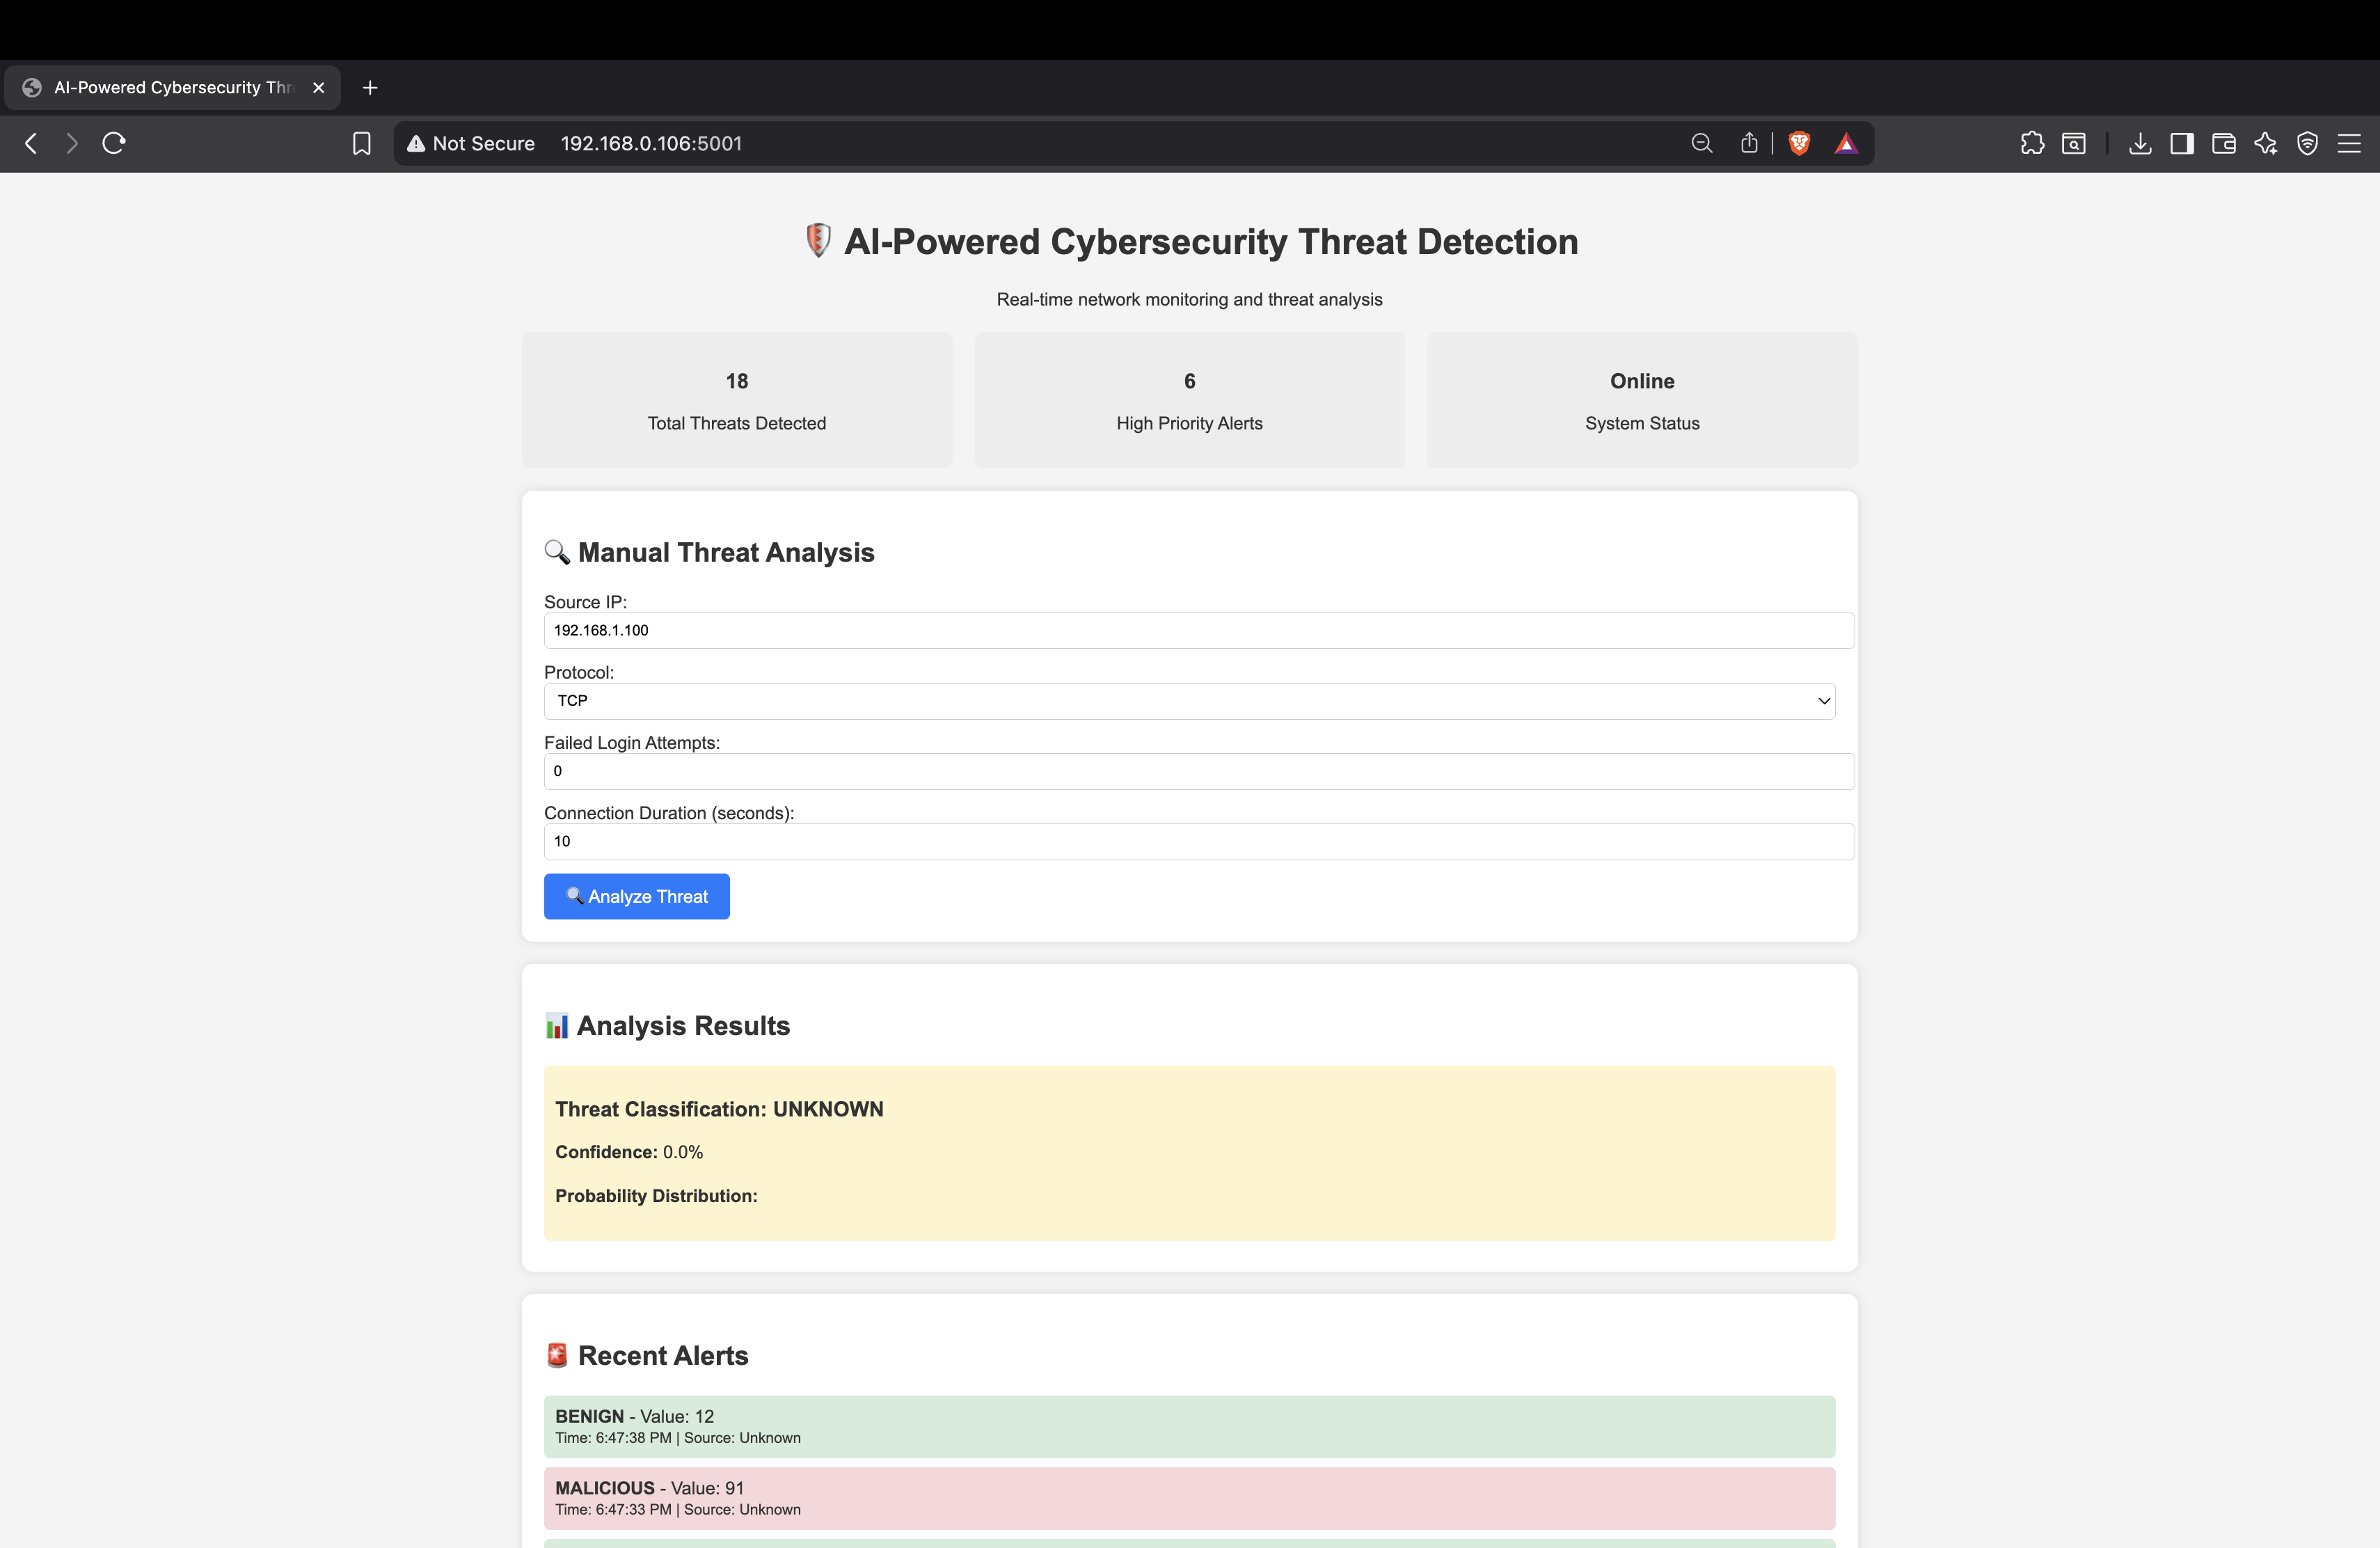 AI-Powered Cybersecurity Thr
Not Secure 192.168.0.106:5001
AI-Powered Cybersecurity Threat Detection
Real-time network monitoring and threat analysis
18
Total Threats Detected
6
High Priority Alerts
Online
System Status
Manual Threat Analysis
Source IP:
192.168.1.100
Protocol:
TCP
Failed Login Attempts:
0
Connection Duration (seconds):
10
Analyze Threat
Analysis Results
Threat Classification: UNKNOWN
Confidence: 0.0%
Probability Distribution:
Recent Alerts
BENIGN - Value: 12
Time: 6:47:38 PM | Source: Unknown
MALICIOUS - Value: 91
Time: 6:47:33 PM | Source: Unknown